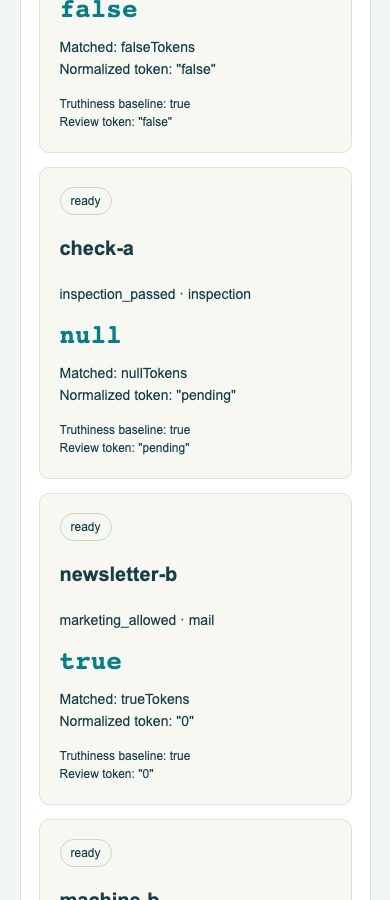 false
Matched: falseTokens
Normalized token: "false"
Truthiness baseline: true
Review token: "false"
ready
check-a
inspection_passed · inspection
null
Matched: nullTokens
Normalized token: "pending"
Truthiness baseline: true
Review token: "pending"
ready
newsletter-b
marketing_allowed · mail
true
Matched: trueTokens
Normalized token: "0"
Truthiness baseline: true
Review token: "0"
ready
machine-b